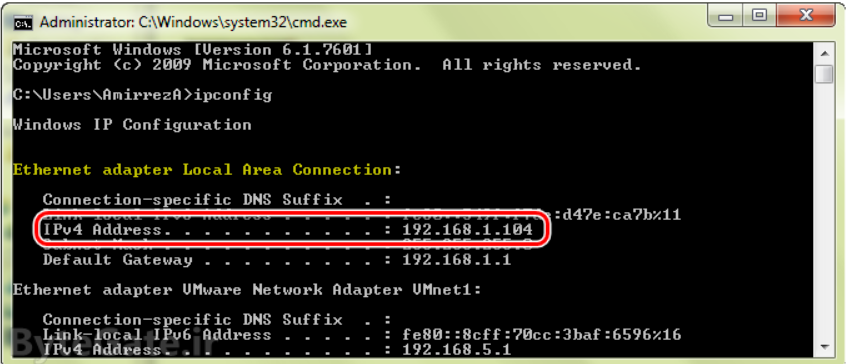 Administrator: C:\Windows\system32\cmd.exe
Microsoft Windows [Version 6.1.7601]
Copyright (c) 2009 Microsoft Corporation.  All rights reserved.
C:\Users\AmirrezA>ipconfig
Windows IP Configuration
Ethernet adapter Local Area Connection:
Connection-specific DNS Suffix  . :
:d47e:ca7b%11
IPv4 Address. . . . . . . . . . . : 192.168.1.104
Default Gateway . . . . . . . . . : 192.168.1.1
Ethernet adapter VMware Network Adapter VMnet1:
Connection-specific DNS Suffix  . :
Link-local IPv6 Address . . . . . : fe80::8cff:70cc:3baf:6596%16
IPv4 Address. . . . . . . . . . . : 192.168.5.1
ByteGate.ir